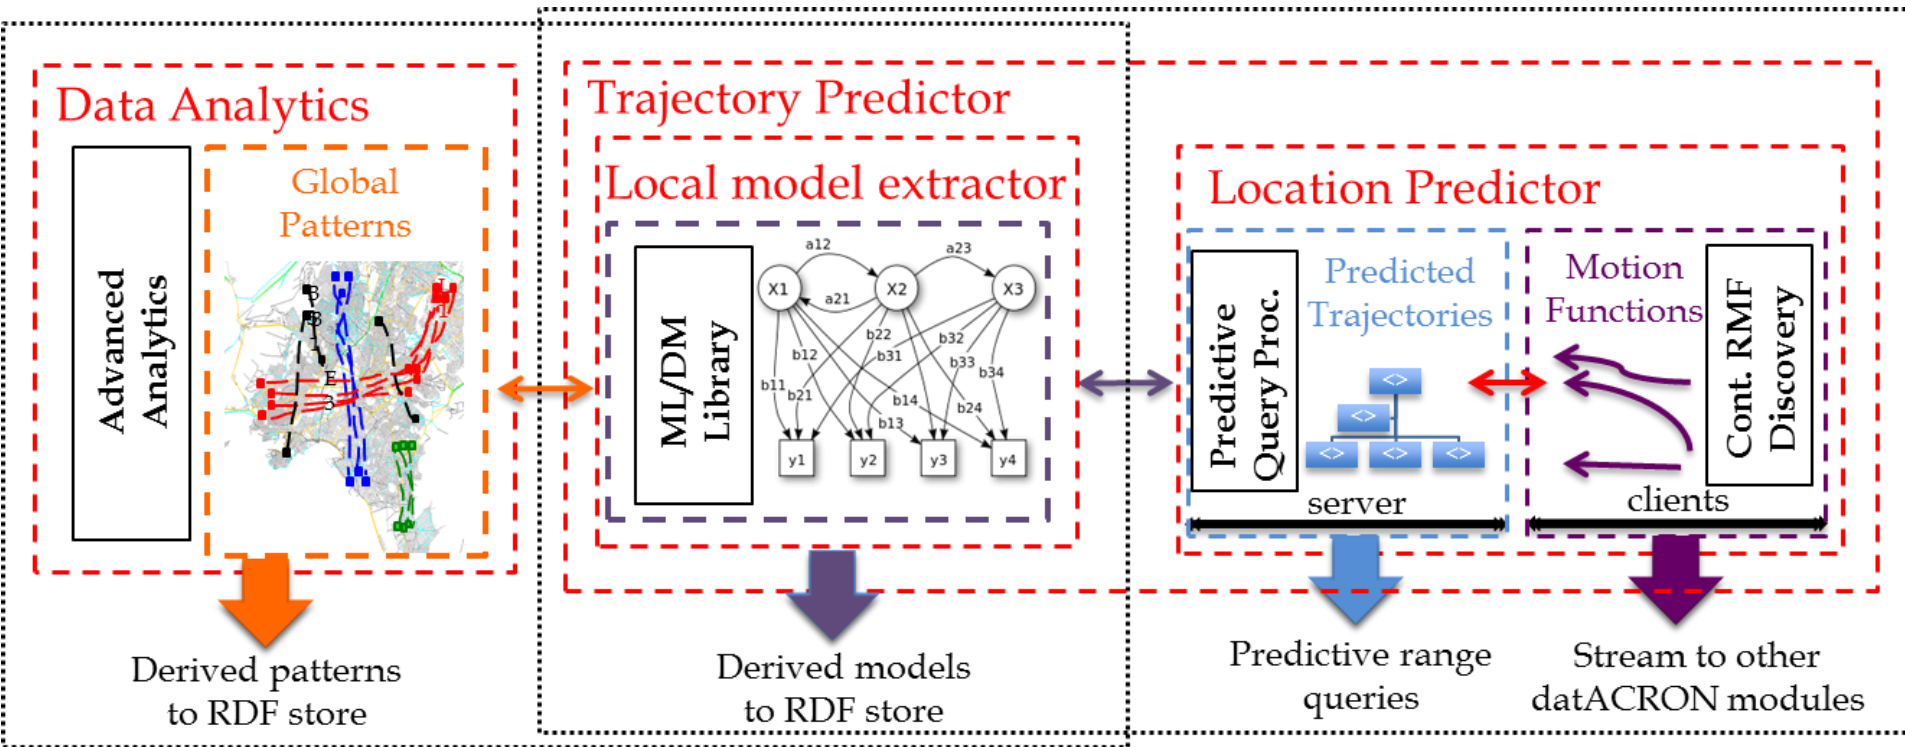 Data Analytics
Advanced
Analytics
Global
Patterns
B
B
1
E
3
L
1
Derived patterns
to RDF store
Trajectory Predictor
Local model extractor
ML/DM
Library
a12
a23
X1
X2
X3
a21
b22
b32
b12
b31
b33
b34
b11
b21
b14
b24
b13
y1
y2
y3
y4
Derived models
to RDF store
Location Predictor
Predictive
Query Proc.
Predicted
Trajectories
<>
<>
<>
<>
<>
server
Motion
Functions
Cont. RMF
Discovery
clients
Predictive range
queries
Stream to other
datACRON modules